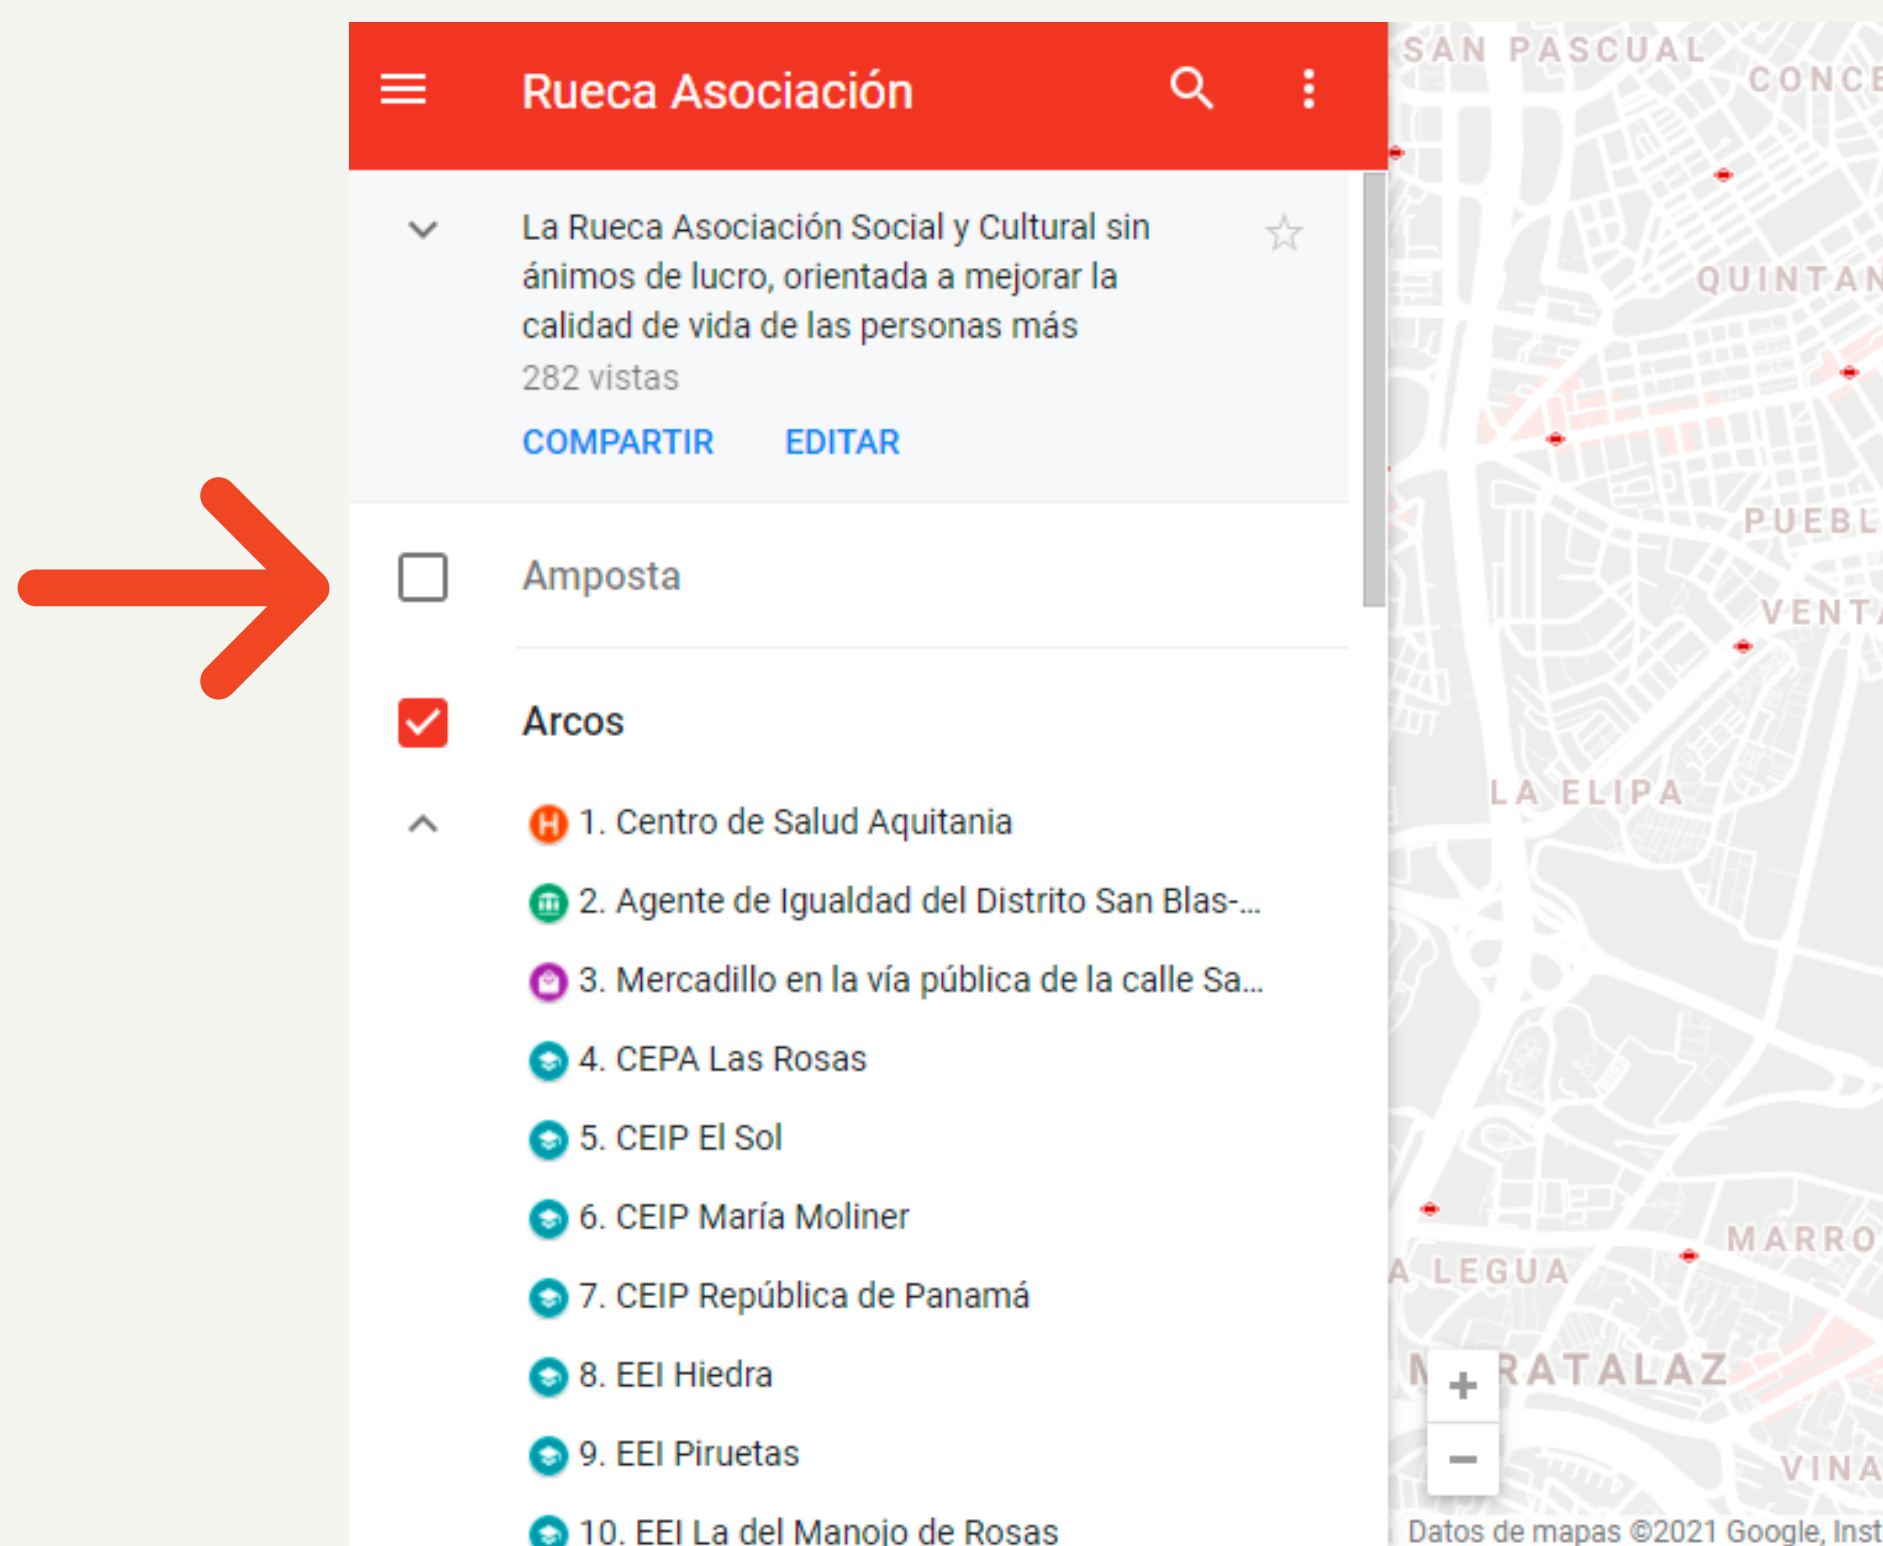 Rueca Asociación
La Rueca Asociación Social y Cultural sin
ánimos de lucro, orientada a mejorar la
calidad de vida de las personas más
282 vistas
COMPARTIR EDITAR
Amposta
Arcos
1. Centro de Salud Aquitania
2. Agente de Igualdad del Distrito San Blas-...
3. Mercadillo en la vía pública de la calle Sa...
4. CEPA Las Rosas
5. CEIP El Sol
6. CEIP María Moliner
7. CEIP República de Panamá
8. EEI Hiedra
9. EEI Piruetas
10. EEI La del Manojo de Rosas
SAN PASCUAL
CONCE
QUINTAN
PUEBL
VENTA
LA ELIPA
MARRO
A LEGUA
RATALAZ
VINA
Datos de mapas ©2021 Google, Inst